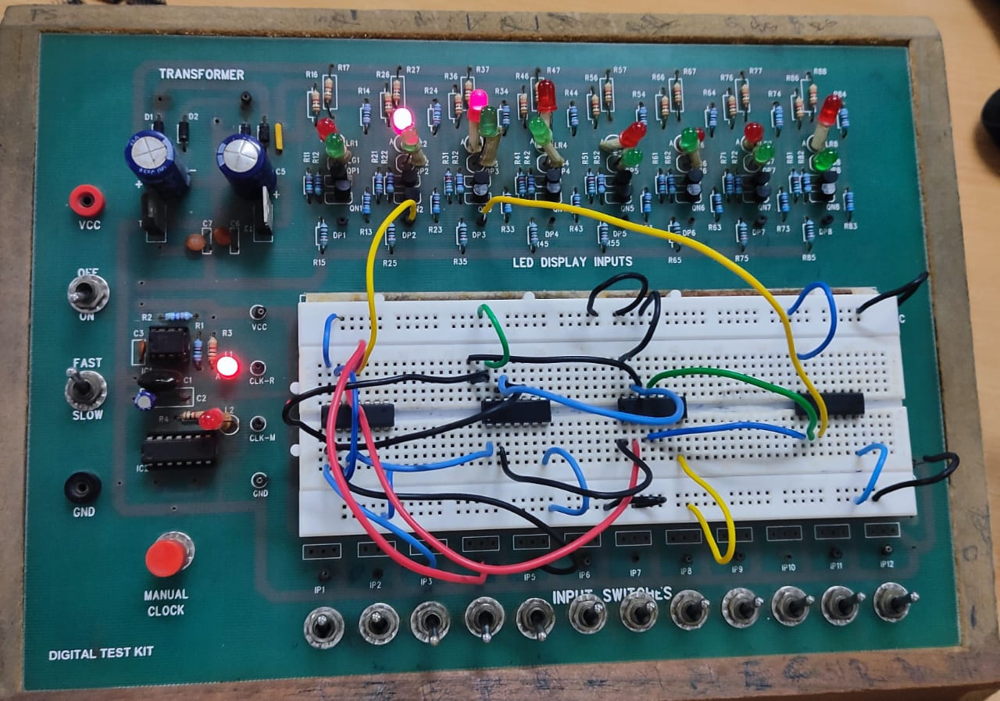 TRANSFORMER
R16 R17 R26 R27 R36 R37 R46 R47 R56 R57 R66 R67 R76 R77 R86 R88
R14 R24 R34 R44 R54 R64 R74
D1 D2
LR1 LR4
R11 R12 R21 R22 R31 R32 R41 R42 R51 R52 R61 R62 R71 R72 R81 R82
C5
QN1 QN5 QN6 QN7 QN8
VCC
C7 C6
R13 R23 R33 R43 R63 R73 R83
DP1 DP2 DP3 DP4 DP5 DP6 DP7 DP8
R15 R25 R35 R45 R55 R65 R75 R85
LED DISPLAY INPUTS
OFF
ON
R2
R1
R3
C3
VCC
FAST
SLOW
CLK-R
C1
C2
R4
L2
CLK-M
IC2
GND
GND
MANUAL
CLOCK
IP1 IP2 IP3 IP5 IP6 IP7 IP8 IP9 IP10 IP11 IP12
INPUT SWITCHES
DIGITAL TEST KIT